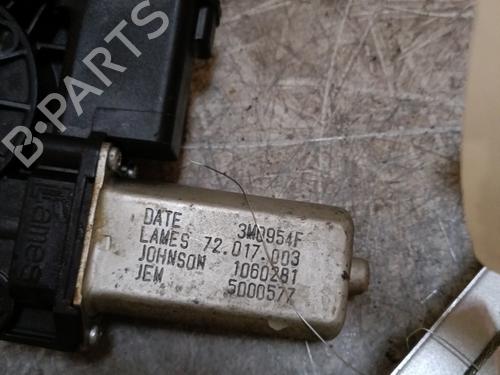 B-PARTS
Lames
DATE 3M0954F
LAMES 72.017.003
JOHNSON 1060281
JEM 5000577